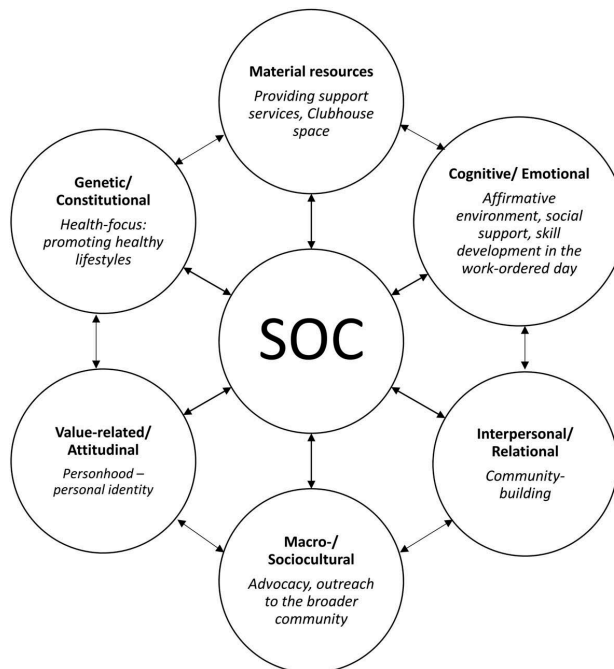 Material resources
Providing support
services, Clubhouse
space
Genetic/
Constitutional
Health-focus:
promoting healthy
lifestyles
Cognitive/ Emotional
Affirmative
environment, social
support, skill
development in the
work-ordered day
SOC
Value-related/
Attitudinal
Personhood –
personal identity
Interpersonal/
Relational
Community-
building
Macro-/
Sociocultural
Advocacy, outreach
to the broader
community